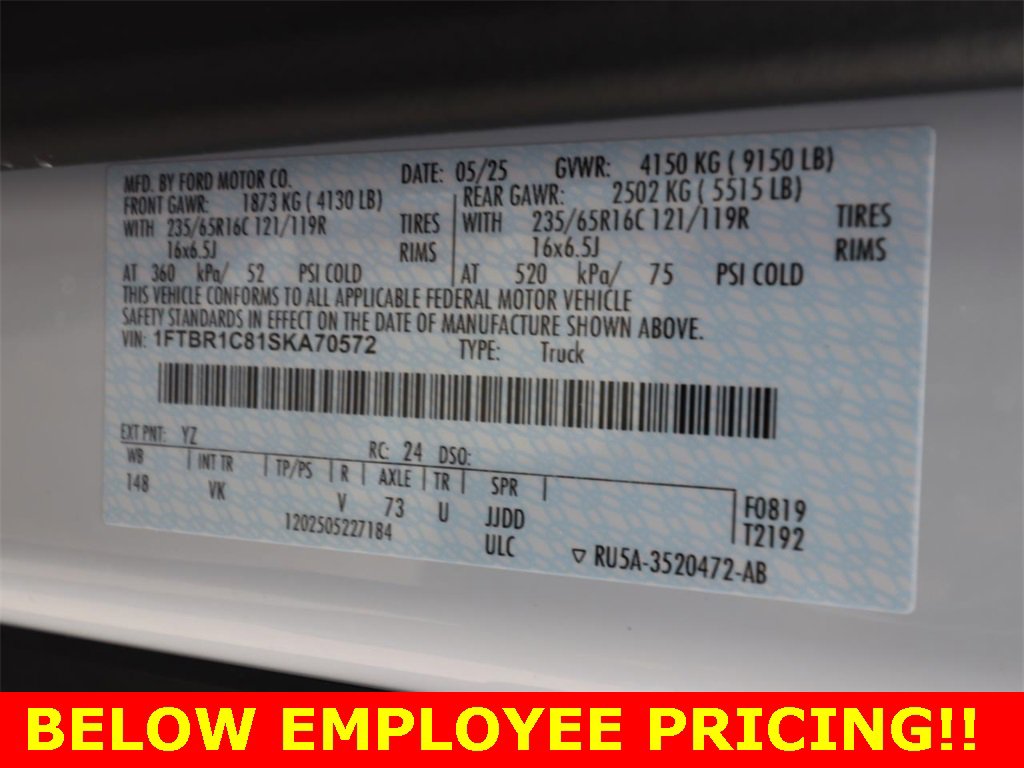 MFD. BY FORD MOTOR CO. DATE: 05/25 GVWR: 4150 KG ( 9150 LB)
FRONT GAWR: 1873 KG ( 4130 LB) REAR GAWR: 2502 KG ( 5515 LB)
WITH 235/65R16C 121/119R TIRES WITH 235/65R16C 121/119R TIRES
16x6.5J RIMS 16x6.5J RIMS
AT 360 kPa/ 52 PSI COLD AT 520 kPa/ 75 PSI COLD
THIS VEHICLE CONFORMS TO ALL APPLICABLE FEDERAL MOTOR VEHICLE
SAFETY STANDARDS IN EFFECT ON THE DATE OF MANUFACTURE SHOWN ABOVE.
VIN: 1FTBR1C81SKA70572 TYPE: Truck
EXT PNT: YZ RC: 24 DSO:
WB INT TR TP/PS R AXLE TR SPR
148 VK V 73 U JJDD F0819
1202505227184 ULC T2192
▽ RU5A-3520472-AB
BELOW EMPLOYEE PRICING!!